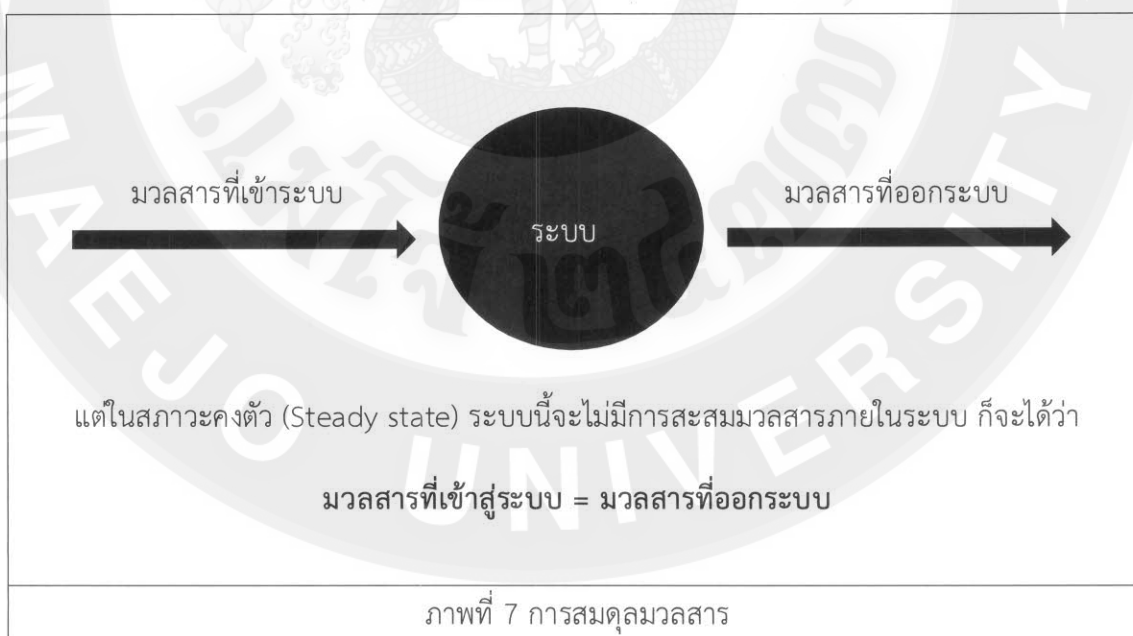 มวลสารที่เข้าระบบ
ระบบ
มวลสารที่ออกระบบ
แต่ในสภาวะคงตัว (Steady state) ระบบนี้จะไม่มีการสะสมมวลสารภายในระบบ ก็จะได้ว่า
มวลสารที่เข้าสู่ระบบ = มวลสารที่ออกระบบ
ภาพที่ 7 การสมดุลมวลสาร
MAEJO UNIVERSITY